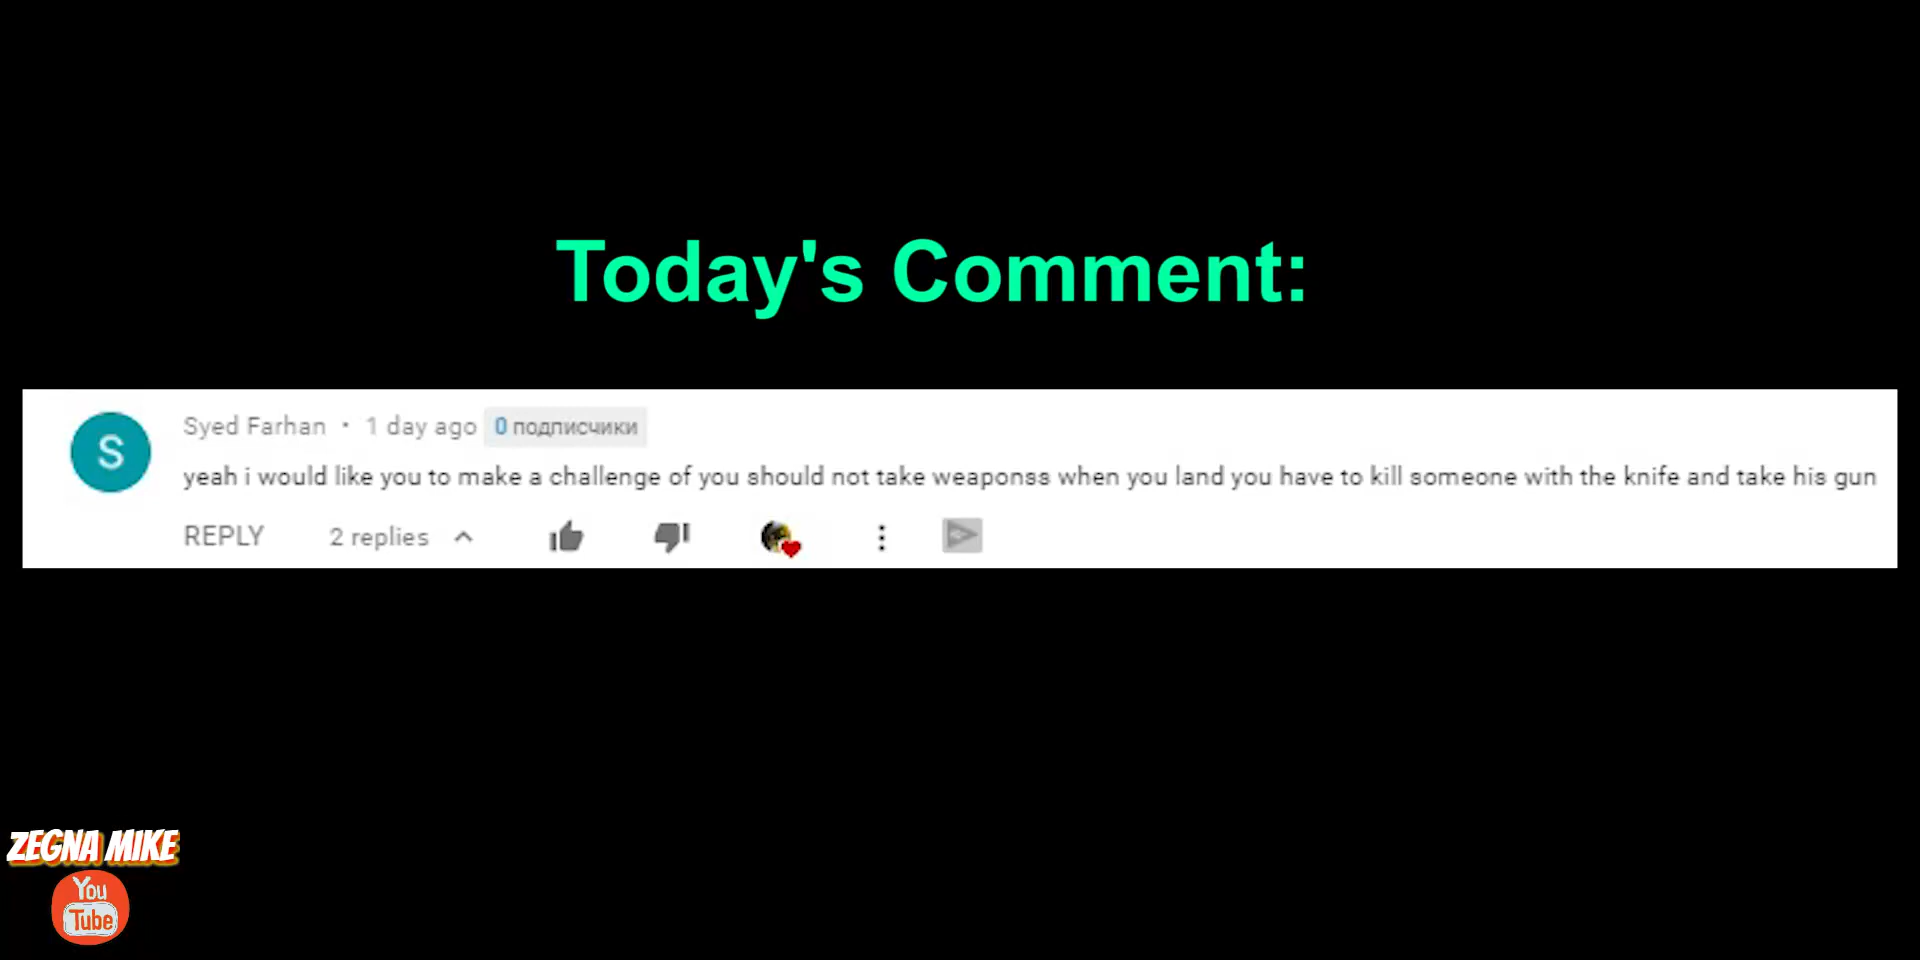 Today's Comment:
S
Syed Farhan • 1 day ago 0 подписчики
yeah i would like you to make a challenge of you should not take weaponss when you land you have to kill someone with the knife and take his gun
REPLY 2 replies
ZEGNA MIKE
You
Tube